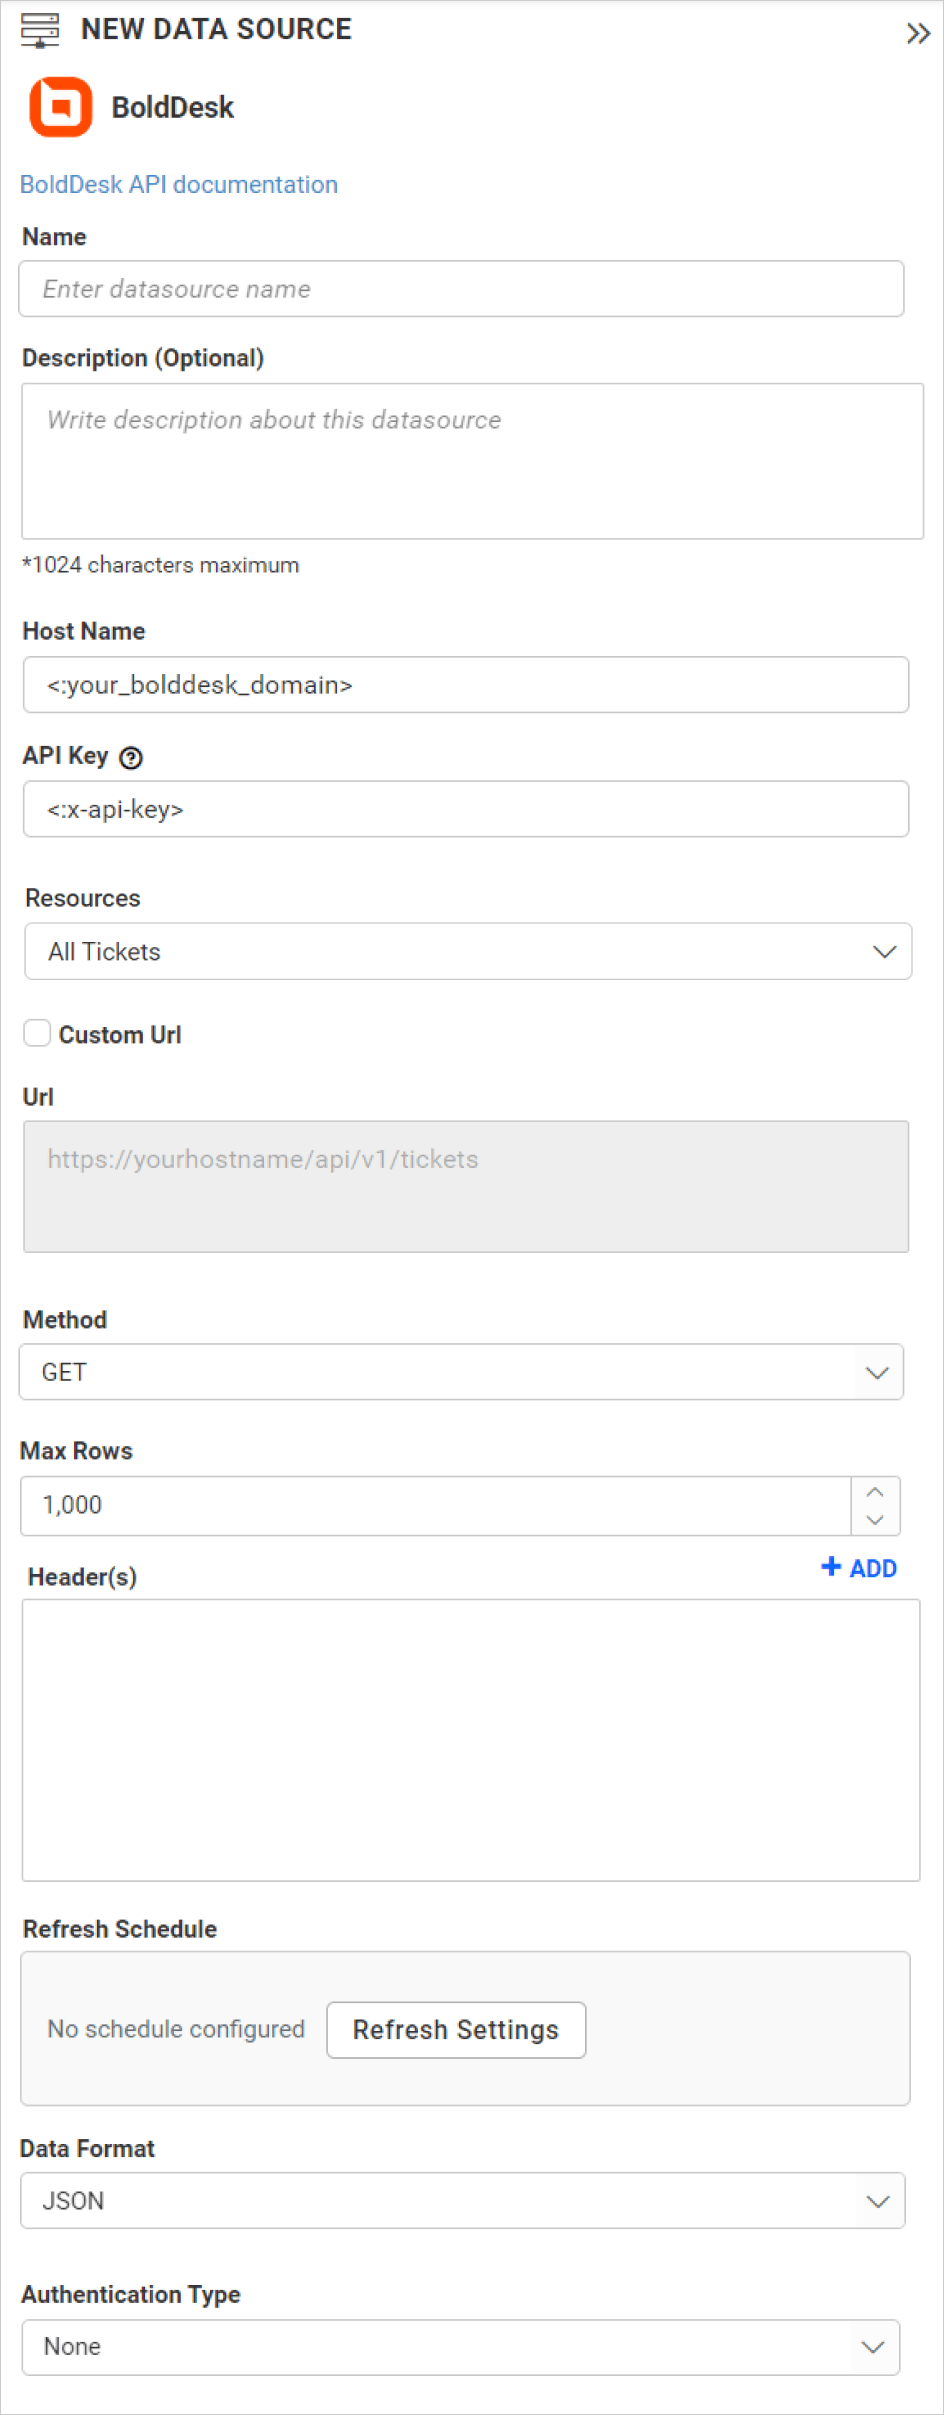 NEW DATA SOURCE
BoldDesk
BoldDesk API documentation
Name
Enter datasource name
Description (Optional)
Write description about this datasource
*1024 characters maximum
Host Name
<:your_bolddesk_domain>
API Key
<:x-api-key>
Resources
All Tickets
Custom Url
Url
https://yourhostname/api/v1/tickets
Method
GET
Max Rows
1,000
Header(s)
+ ADD
Refresh Schedule
No schedule configured
Refresh Settings
Data Format
JSON
Authentication Type
None